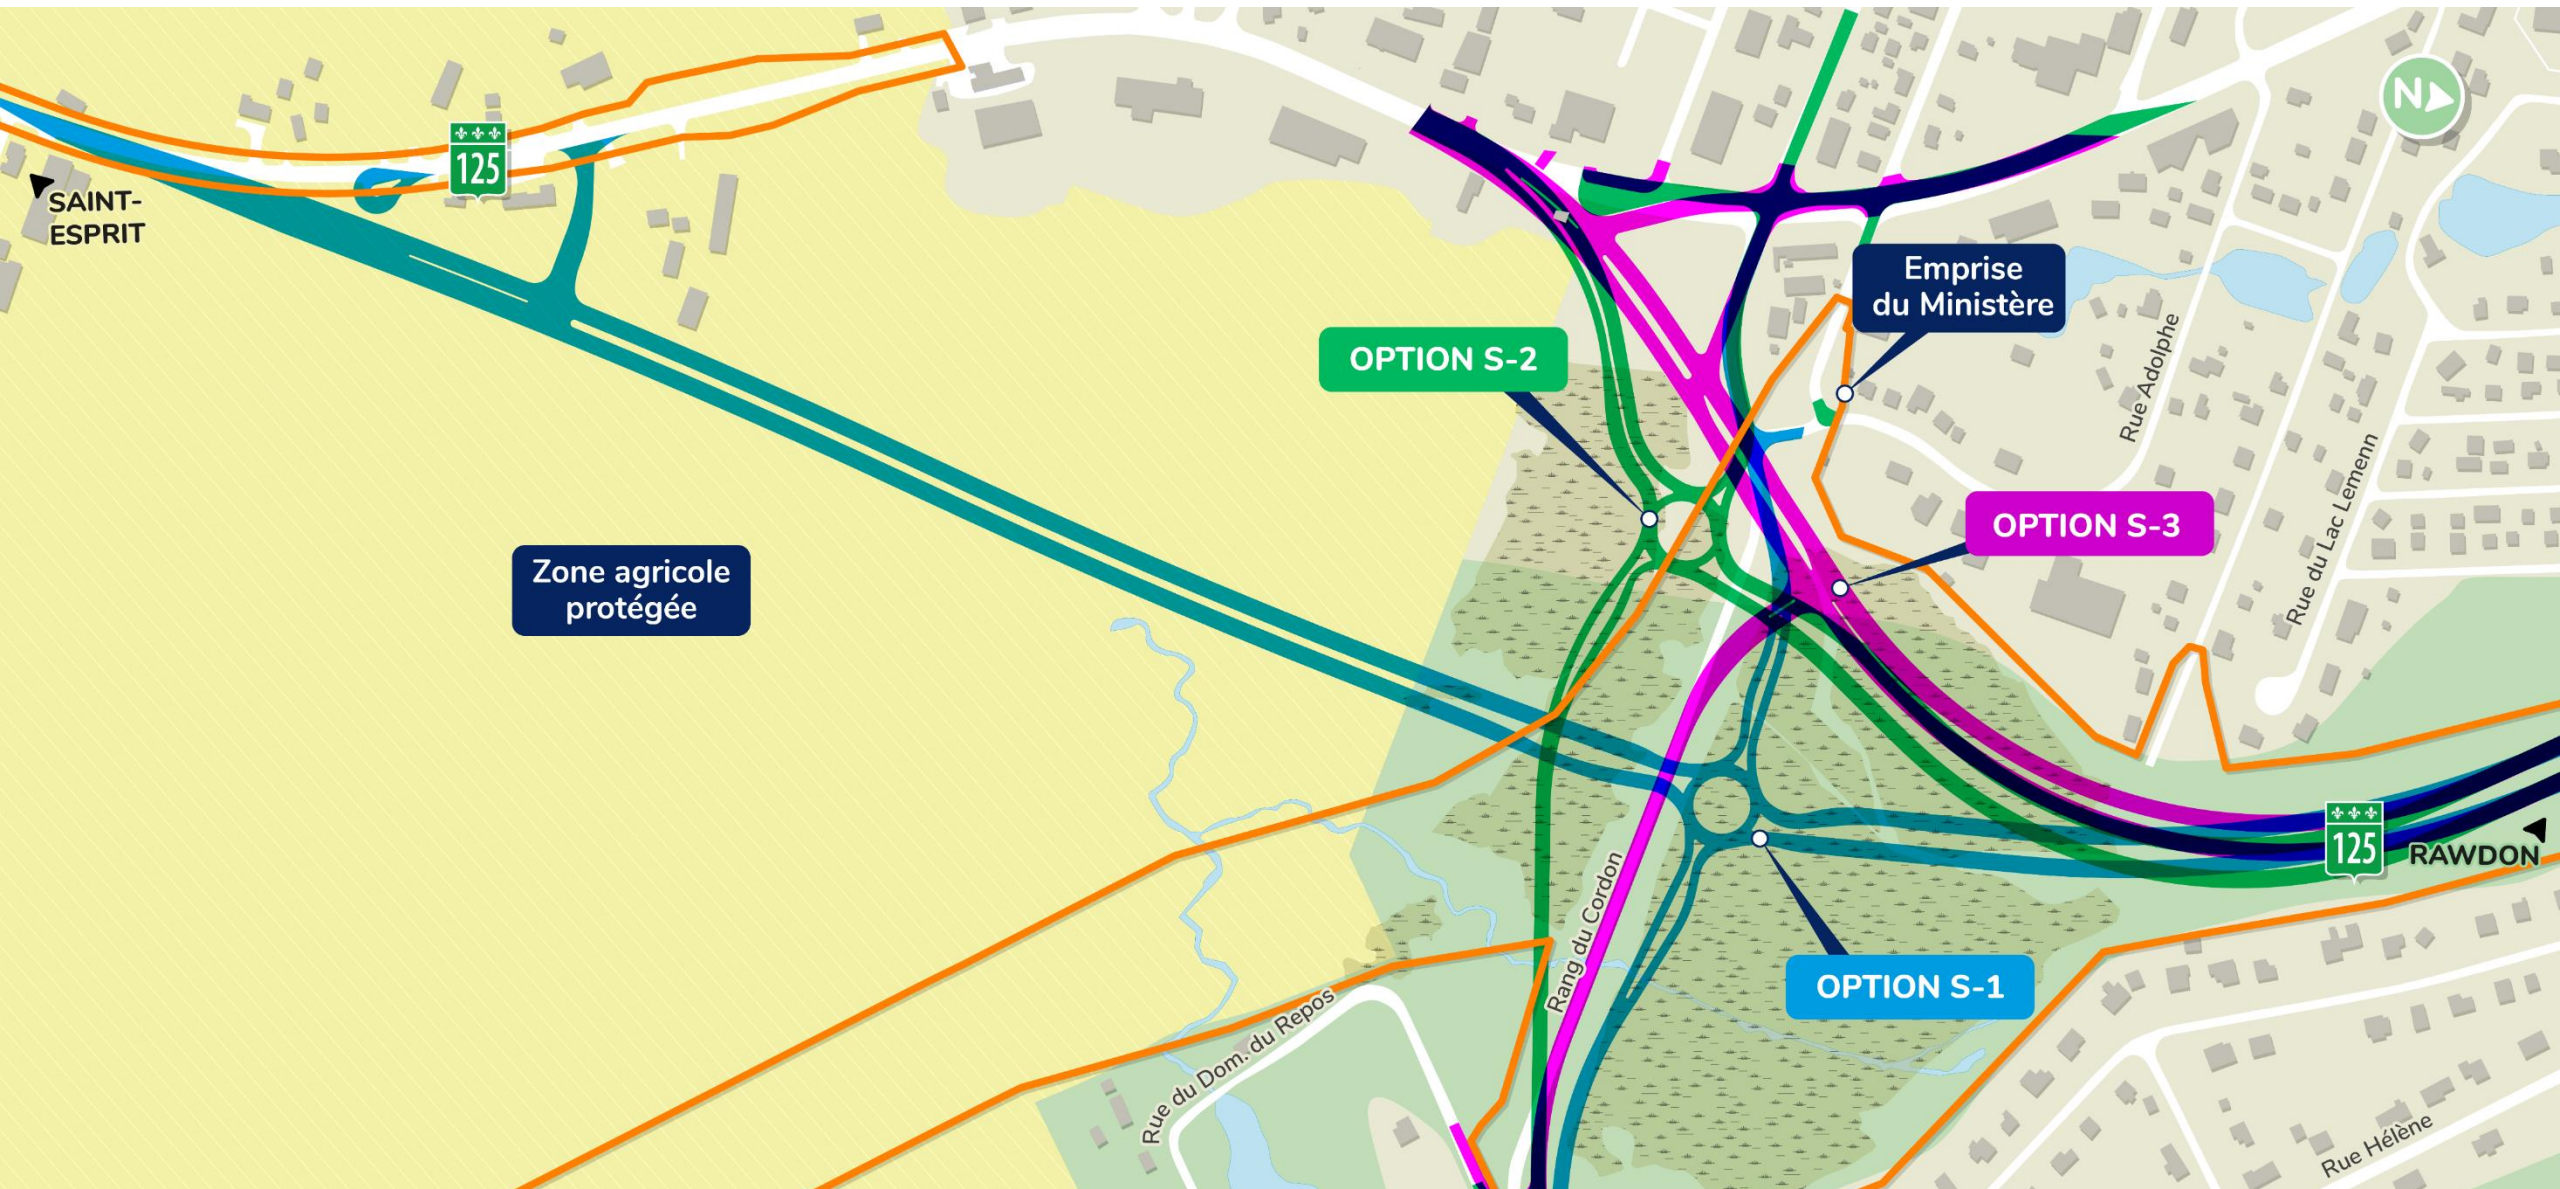 N
125
SAINT-
ESPRIT
Emprise
du Ministère
OPTION S-2
Rue Adolphe
OPTION S-3
Rue du Lac Lemenn
Zone agricole
protégée
125
RAWDON
Rang du Cordon
OPTION S-1
Rue du Dom. du Repos
Rue Hélène